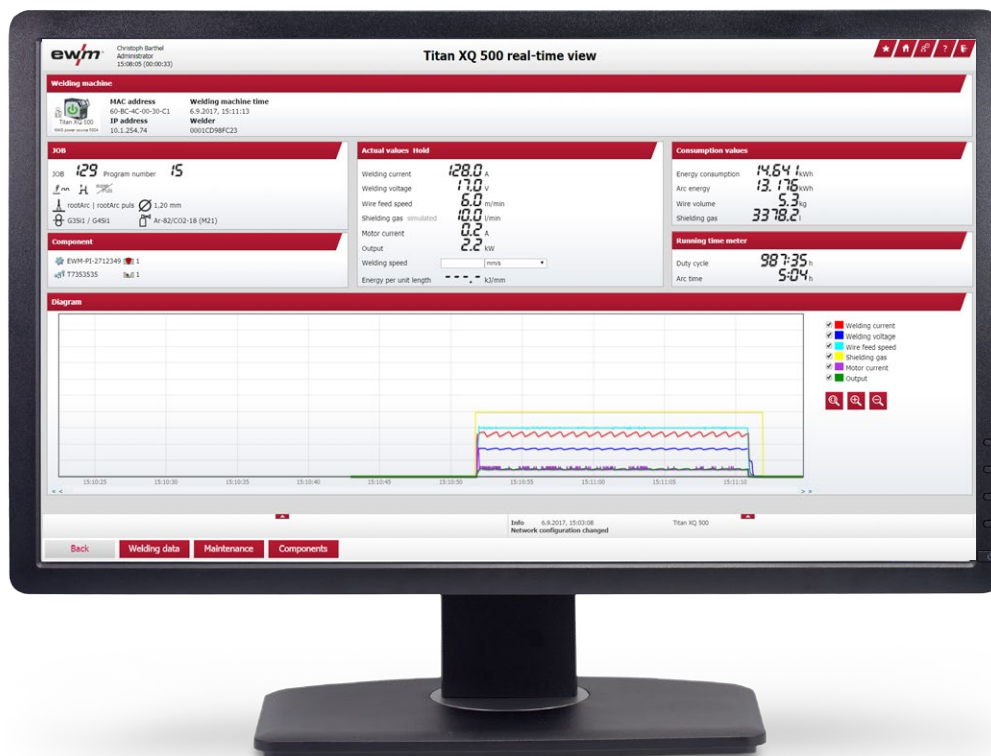 ewm
Christoph Barthel
Administrator
15:08:05 (00:00:33)
Titan XQ 500 real-time view
?
Welding machine
Titan XQ 500
MAC address
60-BC-4C-00-30-C1
IP address
10.1.254.74
Welding machine time
6.9.2017, 15:11:13
Welder
0001CD98FC23
JOB
JOB 129 Program number 15
rootArc | rootArc puls 1,20 mm
G3Si1 / G4Si1 Ar-82/CO2-18 (M21)
Component
EWM-PI-2712349 1
77353535 1
Actual values Hold
Welding current 128.0 A
Welding voltage 17.0 V
Wire feed speed 6.0 m/min
Shielding gas simulated 10.0 l/min
Motor current 0.2 A
Output 2.2 kW
Welding speed mm/s
Energy per unit length ---.- kJ/mm
Consumption values
Energy consumption 14.641 kWh
Arc energy 13.176 kWh
Wire volume 5.3 kg
Shielding gas 3378.2 l
Running time meter
Duty cycle 987:35 h
Arc time 5:04 h
Diagram
Welding current
Welding voltage
Wire feed speed
Shielding gas
Motor current
Output
15:10:25 15:10:30 15:10:35 15:10:40 15:10:45 15:10:50 15:10:55 15:11:00 15:11:05 15:11:10
< < > >
Info 6.9.2017, 15:03:08 Titan XQ 500
Network configuration changed
Back Welding data Maintenance Components